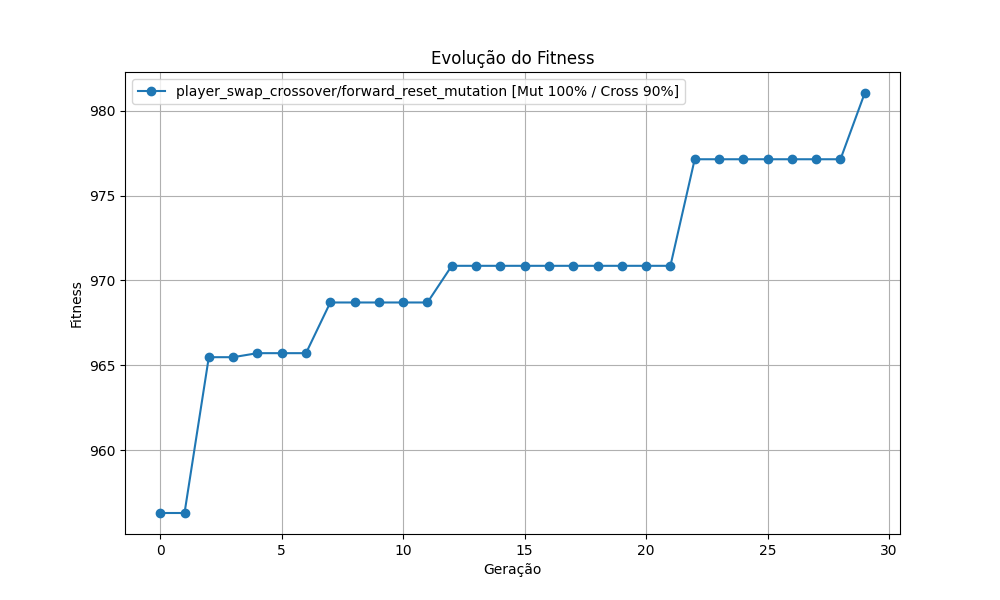 Evolução do Fitness
player_swap_crossover/forward_reset_mutation [Mut 100% / Cross 90%]
Fitness
980
975
970
965
960
0 5 10 15 20 25 30
Geração